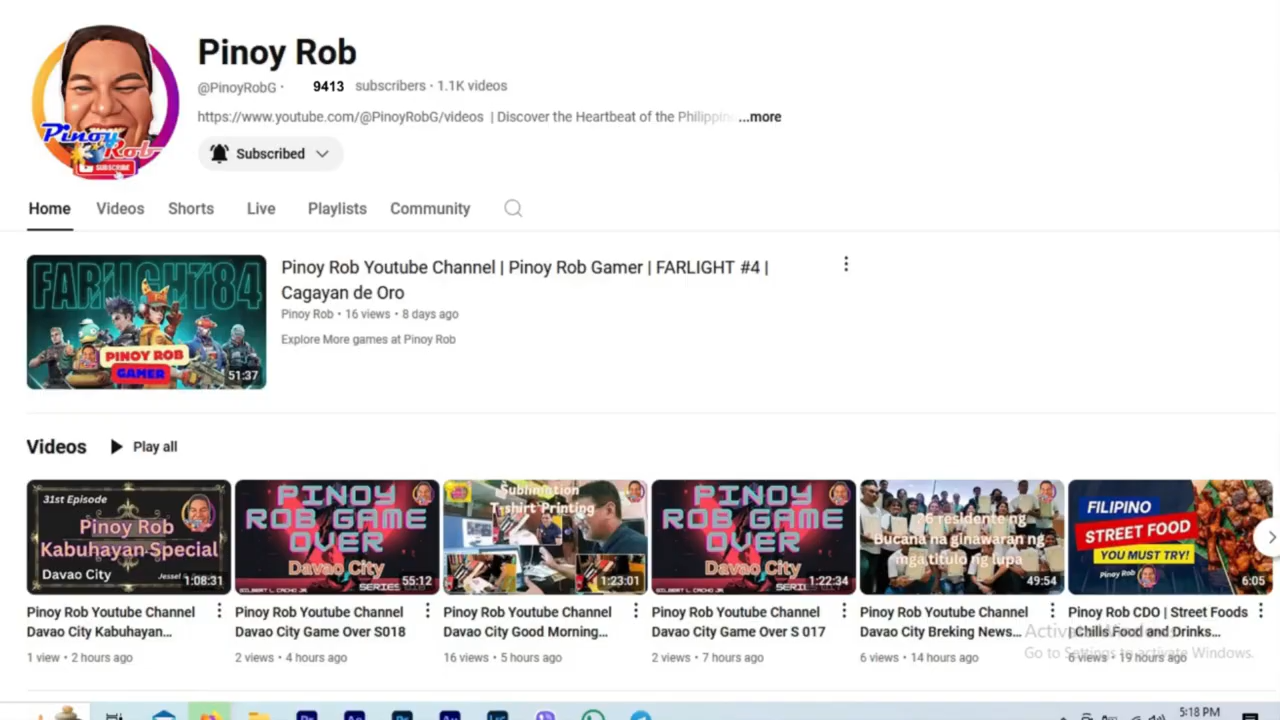 Pinoy Rob
@PinoyRobG · 9413 subscribers · 1.1K videos
https://www.youtube.com/@PinoyRobG/videos | Discover the Heartbeat of the Philippin ...more
Subscribed
Pinoy
Rob
SUBSCRIBE
Home Videos Shorts Live Playlists Community
FARLIGHT84
PINOY ROB
GAMER
51:37
Pinoy Rob Youtube Channel | Pinoy Rob Gamer | FARLIGHT #4 |
Cagayan de Oro
Pinoy Rob · 16 views · 8 days ago
Explore More games at Pinoy Rob
Videos Play all
31st Episode
Pinoy Rob
Kabuhayan Special
Davao City
1:08:31
PINOY
ROB GAME
OVER
Davao City
55:12
Sublimation
T-shirt Printing
1:23:01
PINOY
ROB GAME
OVER
Davao City
1:22:34
residente ng
Bucana na ginawaran ng
mga titulo ng lupa
49:54
FILIPINO
STREET FOOD
YOU MUST TRY!
Pinoy Rob
6:05
Pinoy Rob Youtube Channel
Davao City Kabuhayan...
1 view · 2 hours ago
Pinoy Rob Youtube Channel
Davao City Game Over S018
2 views · 4 hours ago
Pinoy Rob Youtube Channel
Davao City Good Morning...
16 views · 5 hours ago
Pinoy Rob Youtube Channel
Davao City Game Over S 017
2 views · 7 hours ago
Pinoy Rob Youtube Channel
Davao City Breking News...
6 views · 14 hours ago
Pinoy Rob CDO | Street Foods
| Chills Food and Drinks...
6 views · 19 hours ago
Go to Settings to activate Windows.
5:18 PM